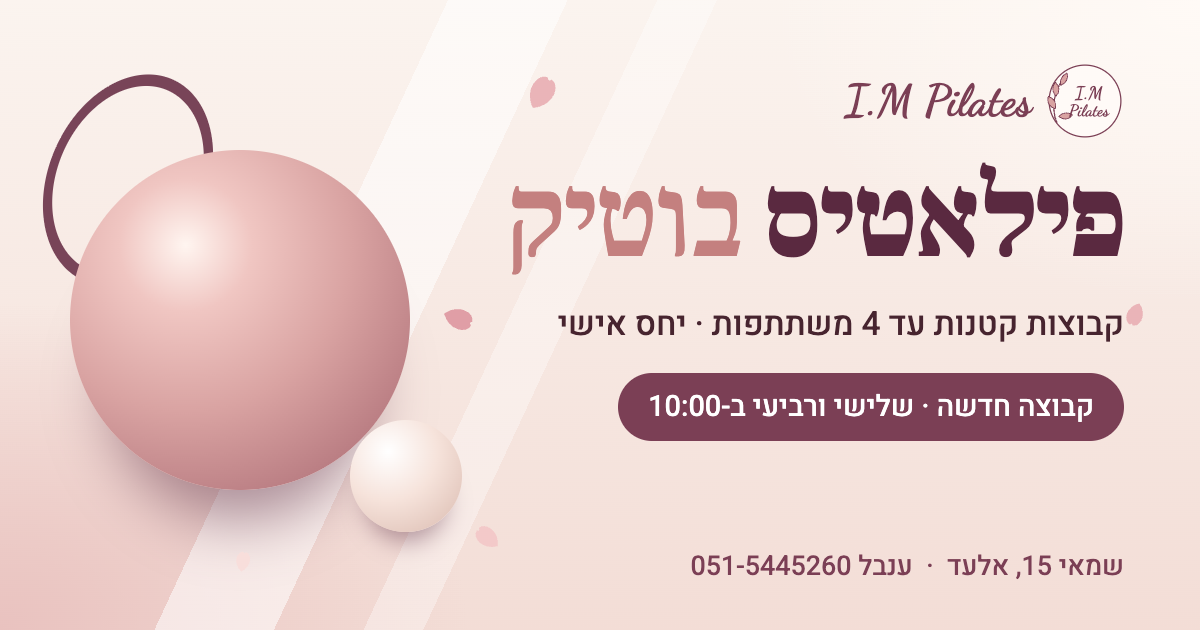 I.M Pilates
I.M
Pilates
פילאטיס בוטיק
קבוצות קטנות עד 4 משתתפות · יחס אישי
קבוצה חדשה · שלישי ורביעי ב-10:00
שמאי 15, אלעד · ענבל 051-5445260